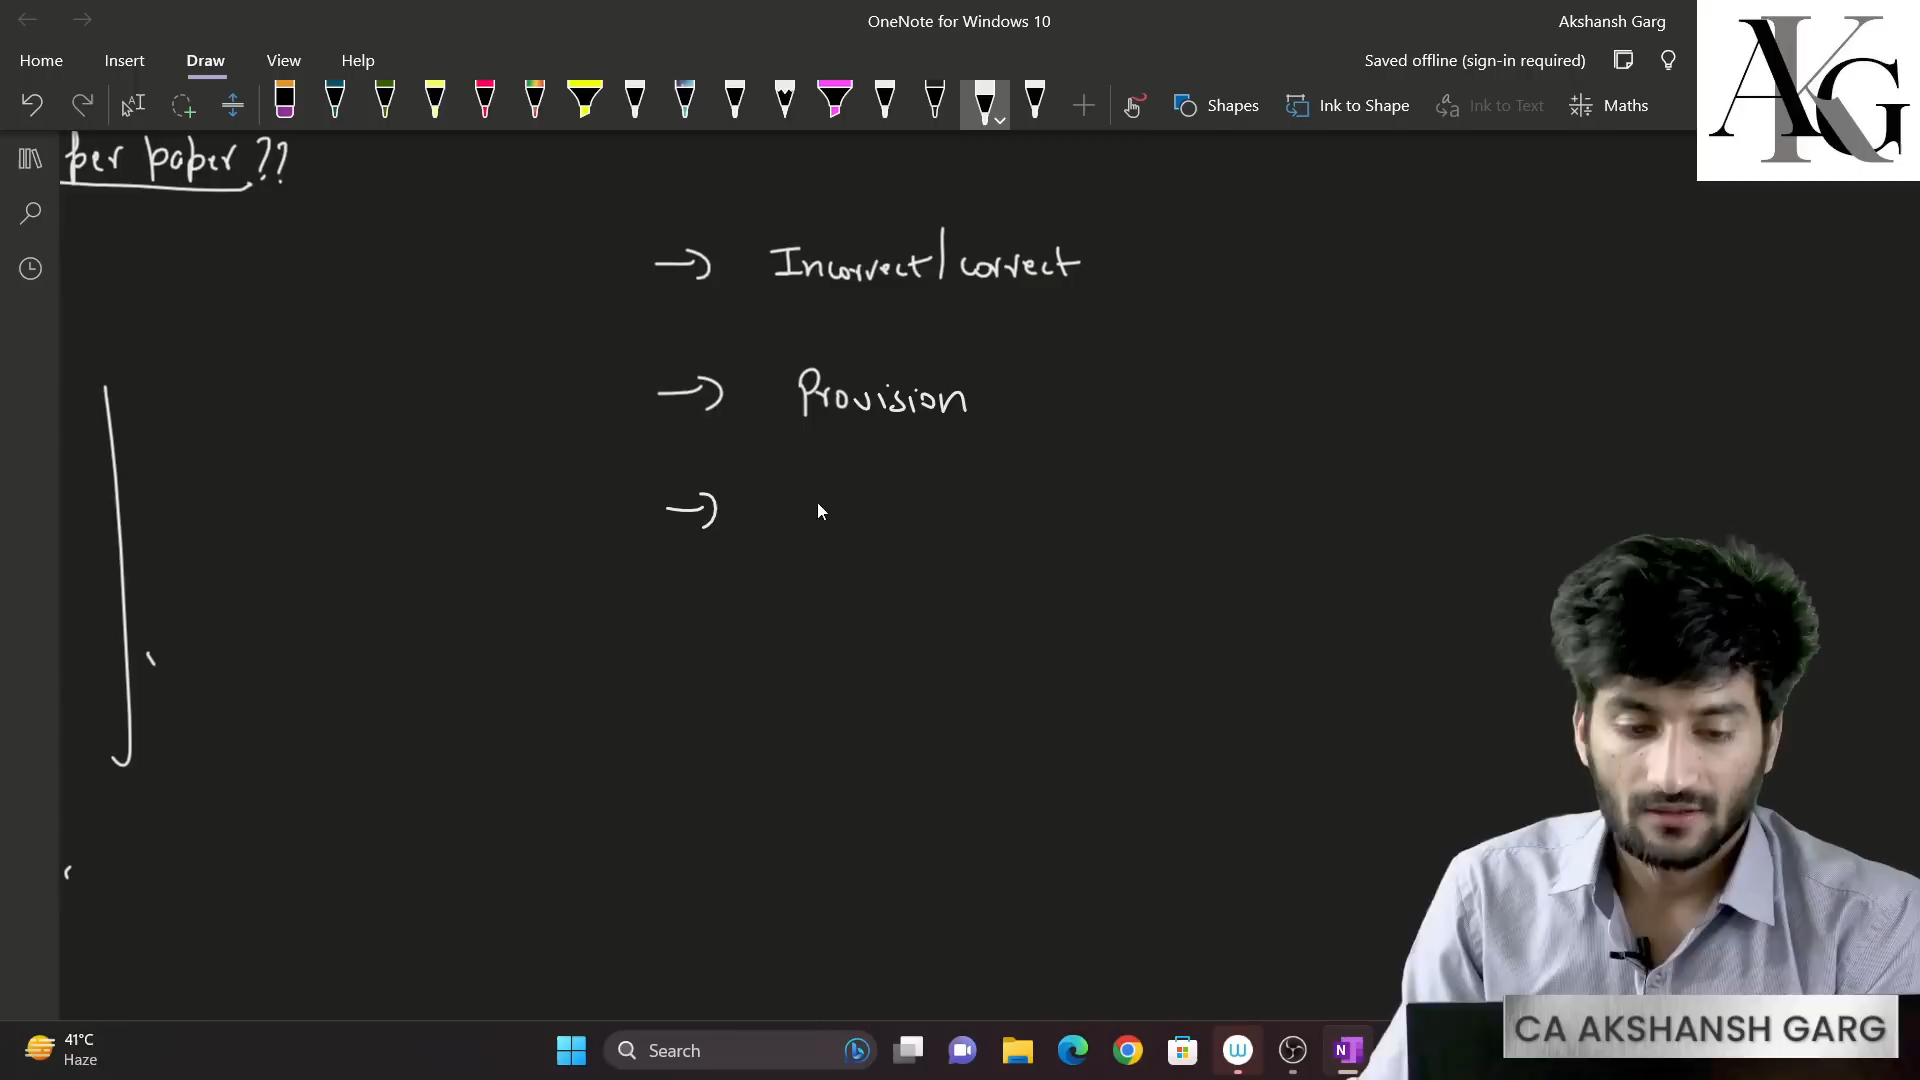 OneNote for Windows 10
Akshansh Garg
Home Insert Draw View Help
Saved offline (sign-in required)
Shapes Ink to Shape Ink to Text Maths
AKG
per paper ??
→ Incorrect/correct
→ Provision
→
CA AKSHANSH GARG
41°C
Haze
Search